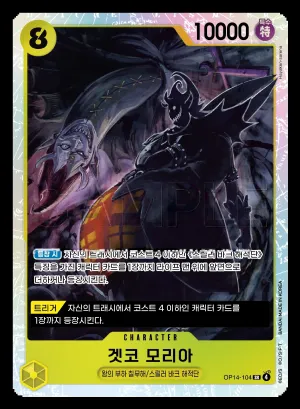 8
10000
특
등장 시 자신의 트래시에서 코스트 4 이하인 《스릴러 바크 해적단》
특징을 가진 캐릭터 카드를 1장까지 라이프 맨 위에 앞면으로
더하거나 등장시킨다.
트리거 자신의 트래시에서 코스트 4 이하인 캐릭터 카드를
1장까지 등장시킨다.
CHARACTER
겟코 모리아
왕의 부하 칠무해/스릴러 바크 해적단
OP14-104